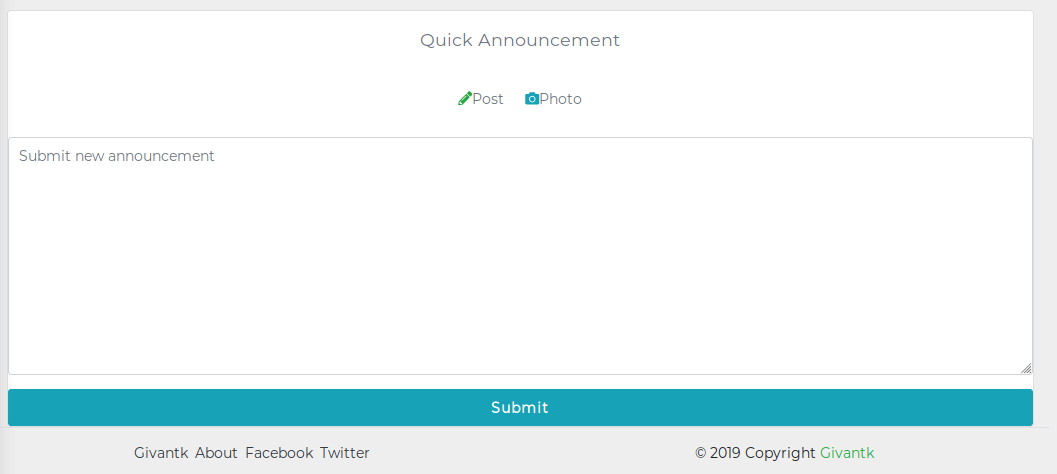 Quick Announcement
Post Photo
Submit new announcement
Submit
Givantk About Facebook Twitter © 2019 Copyright Givantk